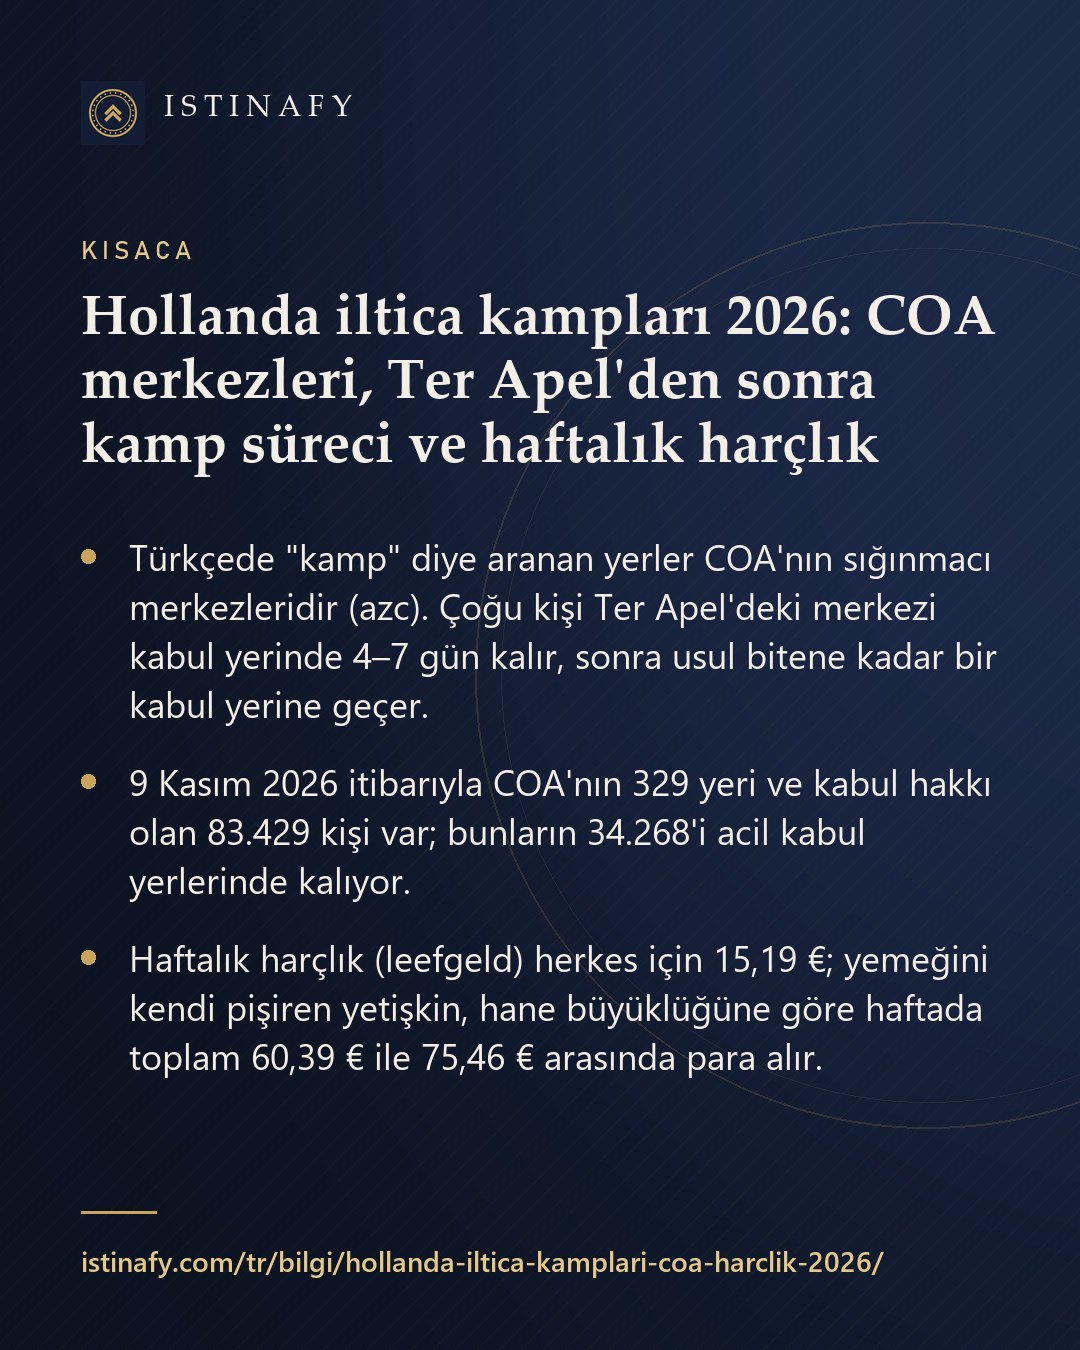 ISTINAFY
KISACA
Hollanda iltica kampları 2026: COA
merkezleri, Ter Apel'den sonra
kamp süreci ve haftalık harçlık
Türkçede "kamp" diye aranan yerler COA'nın sığınmacı
merkezleridir (azc). Çoğu kişi Ter Apel'deki merkezi
kabul yerinde 4–7 gün kalır, sonra usul bitene kadar bir
kabul yerine geçer.
9 Kasım 2026 itibarıyla COA'nın 329 yeri ve kabul hakkı
olan 83.429 kişi var; bunların 34.268'i acil kabul
yerlerinde kalıyor.
Haftalık harçlık (leefgeld) herkes için 15,19 €; yemeğini
kendi pişiren yetişkin, hane büyüklüğüne göre haftada
toplam 60,39 € ile 75,46 € arasında para alır.
istinafy.com/tr/bilgi/hollanda-iltica-kamplari-coa-harclik-2026/